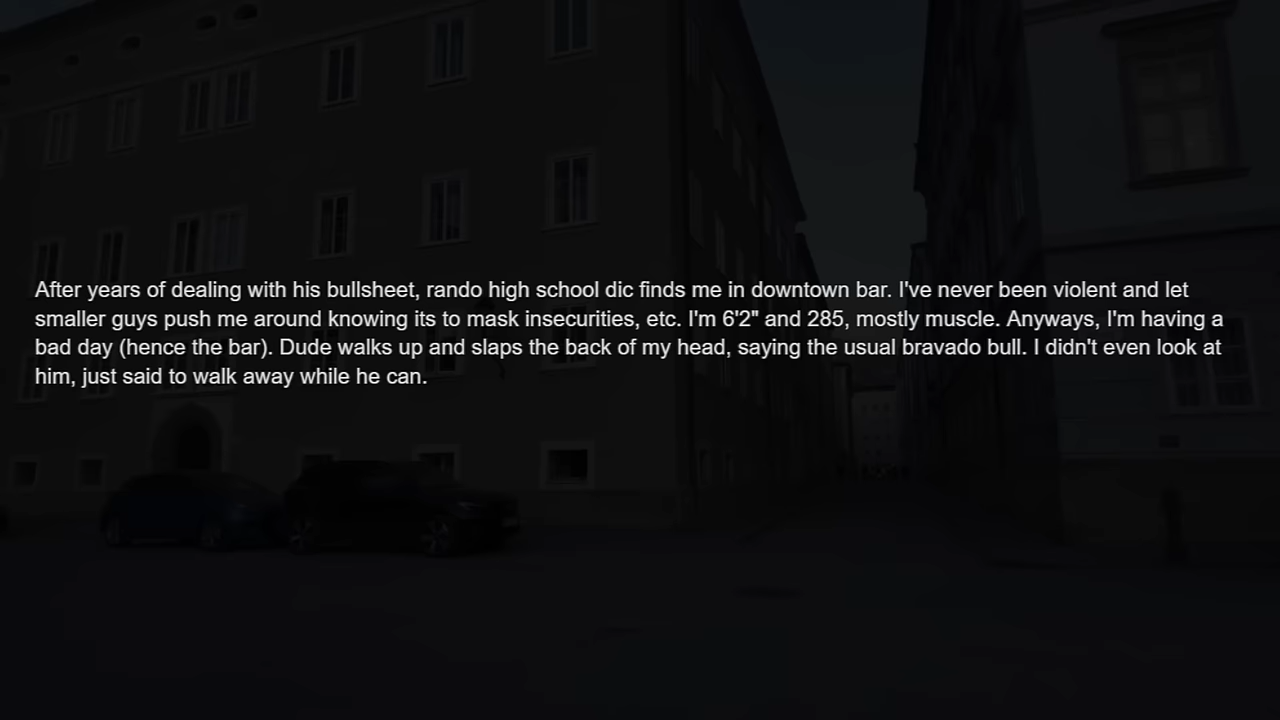 After years of dealing with his bullsheet, rando high school dic finds me in downtown bar. I've never been violent and let
smaller guys push me around knowing its to mask insecurities, etc. I'm 6'2" and 285, mostly muscle. Anyways, I'm having a
bad day (hence the bar). Dude walks up and slaps the back of my head, saying the usual bravado bull. I didn't even look at
him, just said to walk away while he can.